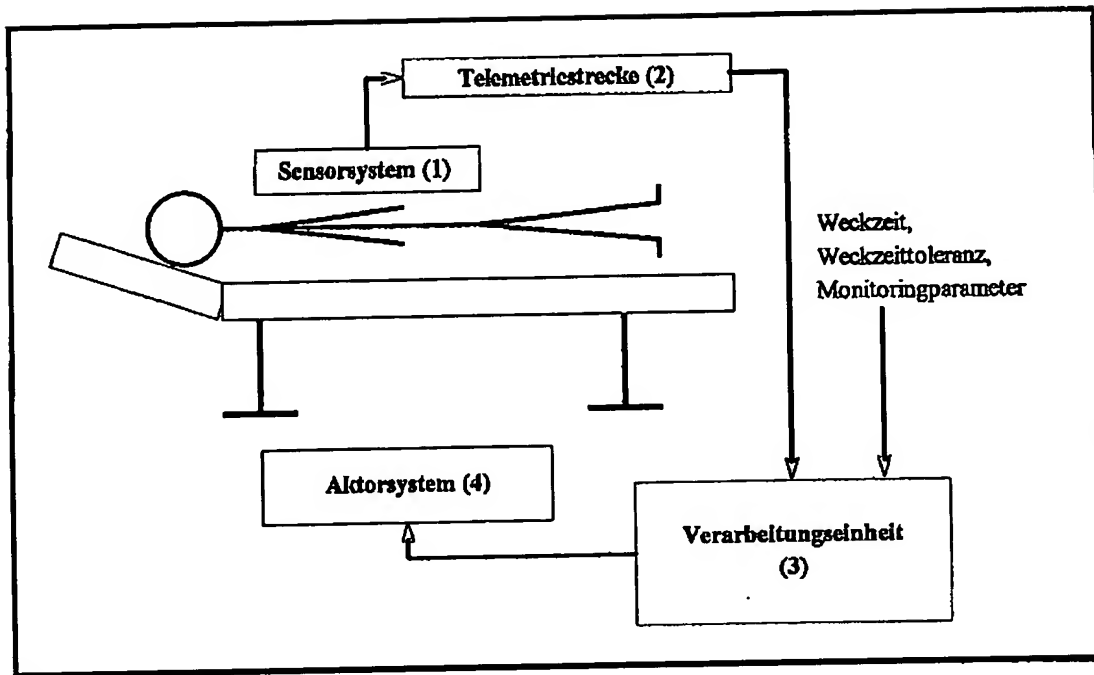 Telemetriestrecke (2)
Sensorsystem (1)
Weckzeit,
Weckzeittoleranz,
Monitoringparameter
Aktorsystem (4)
Verarbeitungseinheit
(3)